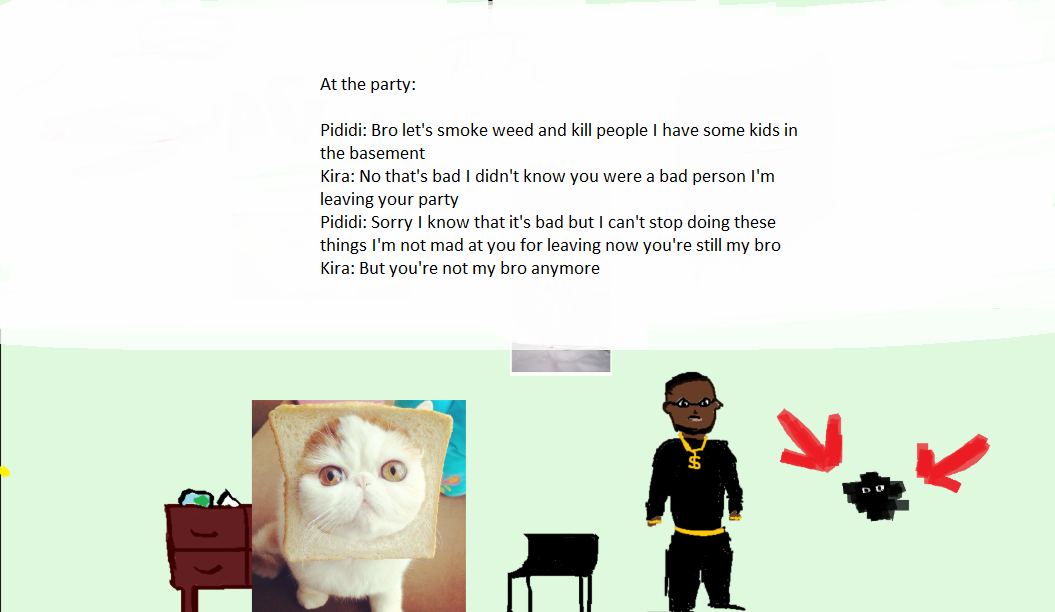 At the party:
Pididi: Bro let's smoke weed and kill people I have some kids in
the basement
Kira: No that's bad I didn't know you were a bad person I'm
leaving your party
Pididi: Sorry I know that it's bad but I can't stop doing these
things I'm not mad at you for leaving now you're still my bro
Kira: But you're not my bro anymore
$